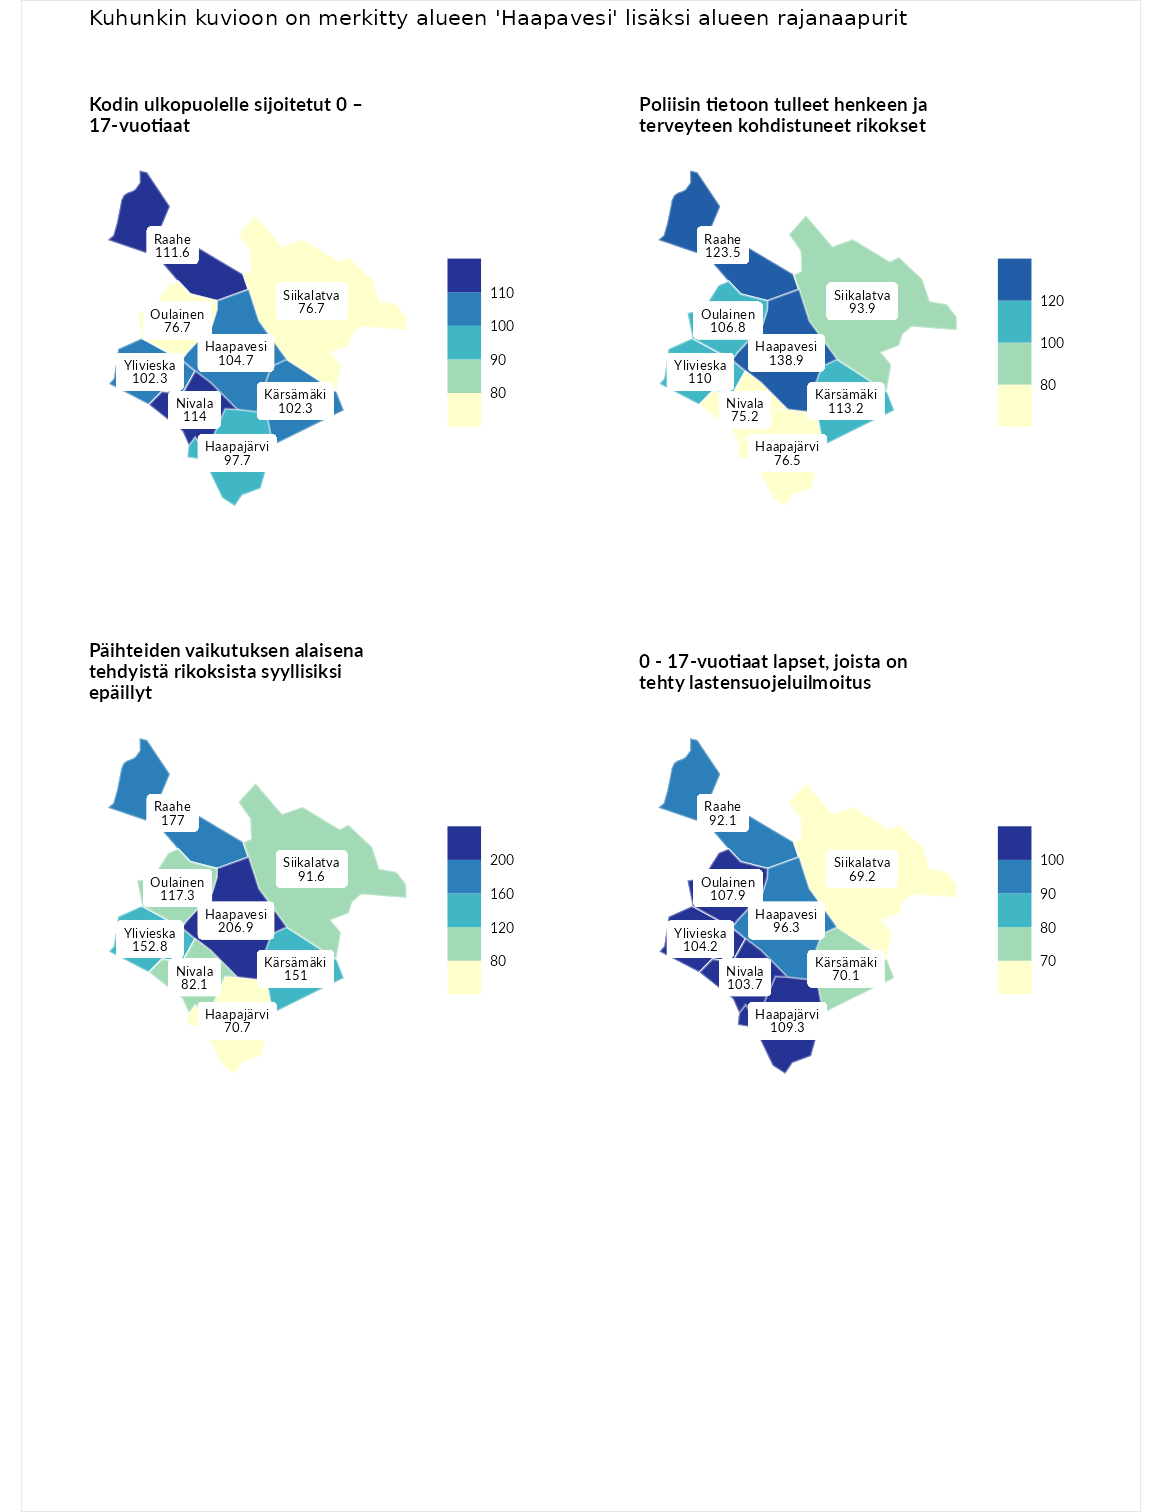 Kuhunkin kuvioon on merkitty alueen 'Haapavesi' lisäksi alueen rajanaapurit
Kodin ulkopuolelle sijoitetut 0 –
17-vuotiaat
Raahe
111.6
Siikalatva
76.7
Oulainen
76.7
Haapavesi
104.7
Ylivieska
102.3
Kärsämäki
102.3
Nivala
114
Haapajärvi
97.7
110
100
90
80
Poliisin tietoon tulleet henkeen ja
terveyteen kohdistuneet rikokset
Raahe
123.5
Siikalatva
93.9
Oulainen
106.8
Haapavesi
138.9
Ylivieska
110
Kärsämäki
113.2
Nivala
75.2
Haapajärvi
76.5
120
100
80
Päihteiden vaikutuksen alaisena
tehdyistä rikoksista syyllisiksi
epäillyt
Raahe
177
Siikalatva
91.6
Oulainen
117.3
Haapavesi
206.9
Ylivieska
152.8
Kärsämäki
151
Nivala
82.1
Haapajärvi
70.7
200
160
120
80
0 - 17-vuotiaat lapset, joista on
tehty lastensuojeluilmoitus
Raahe
92.1
Siikalatva
69.2
Oulainen
107.9
Haapavesi
96.3
Ylivieska
104.2
Kärsämäki
70.1
Nivala
103.7
Haapajärvi
109.3
100
90
80
70